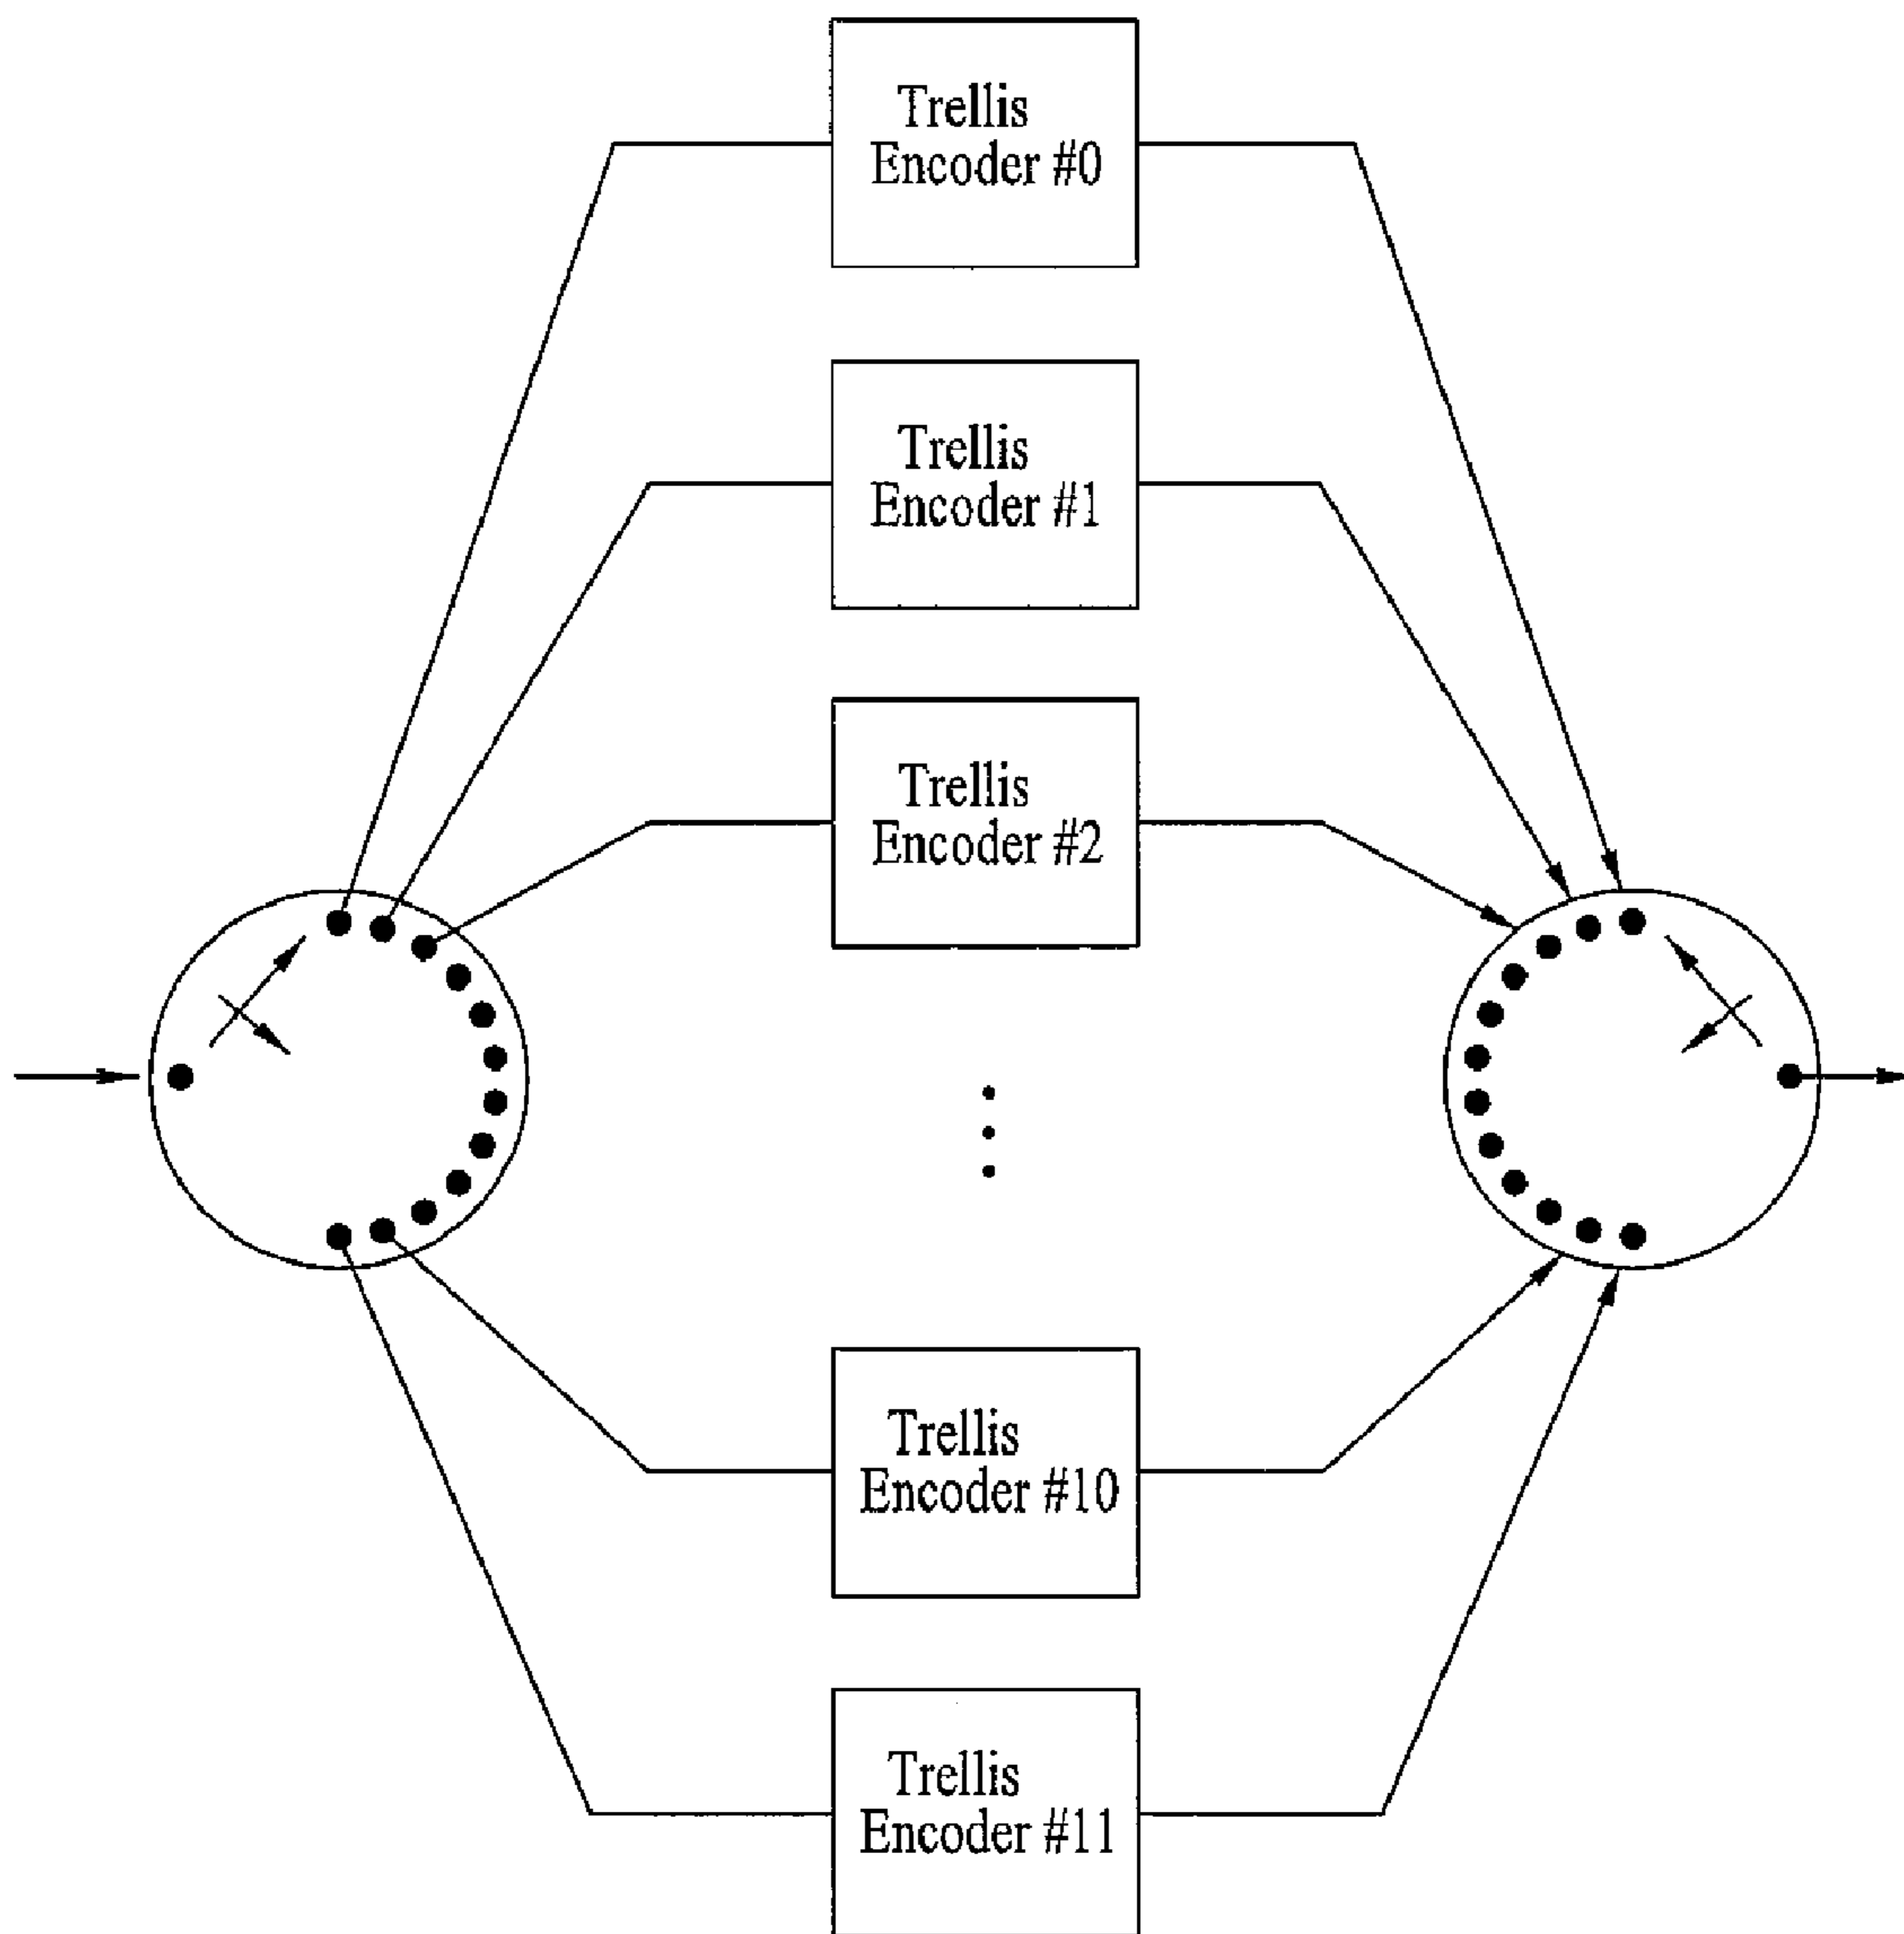 Trellis
Encoder #0
Trellis
Encoder #1
Trellis
Encoder #2
Trellis
Encoder #10
Trellis
Encoder #11